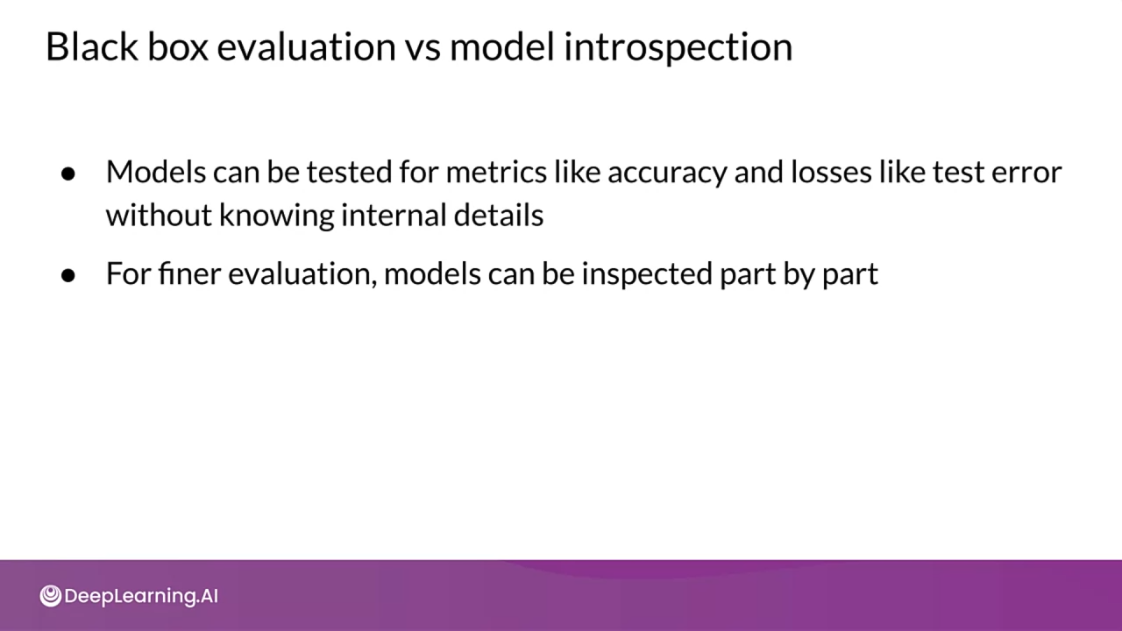 Black box evaluation vs model introspection
● Models can be tested for metrics like accuracy and losses like test error
without knowing internal details
● For finer evaluation, models can be inspected part by part
DeepLearning.AI